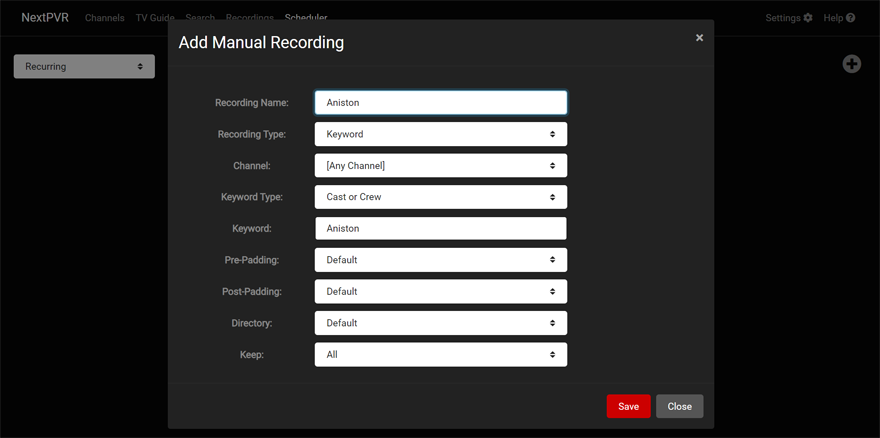 NextPVR Channels TV Guide Search Recordings Scheduler Settings Help ?
Add Manual Recording ×
Recurring
Recording Name: Aniston
Recording Type: Keyword
Channel: [Any Channel]
Keyword Type: Cast or Crew
Keyword: Aniston
Pre-Padding: Default
Post-Padding: Default
Directory: Default
Keep: All
Save Close